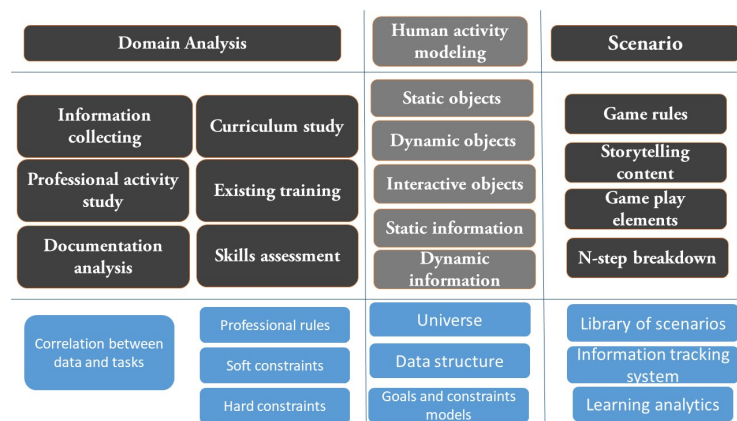 Domain Analysis
Human activity
modeling
Scenario
Information
collecting
Curriculum study
Professional activity
study
Existing training
Documentation
analysis
Skills assessment
Static objects
Dynamic objects
Interactive objects
Static information
Dynamic
information
Game rules
Storytelling
content
Game play
elements
N-step breakdown
Correlation between
data and tasks
Professional rules
Soft constraints
Hard constraints
Universe
Data structure
Goals and constraints
models
Library of scenarios
Information tracking
system
Learning analytics